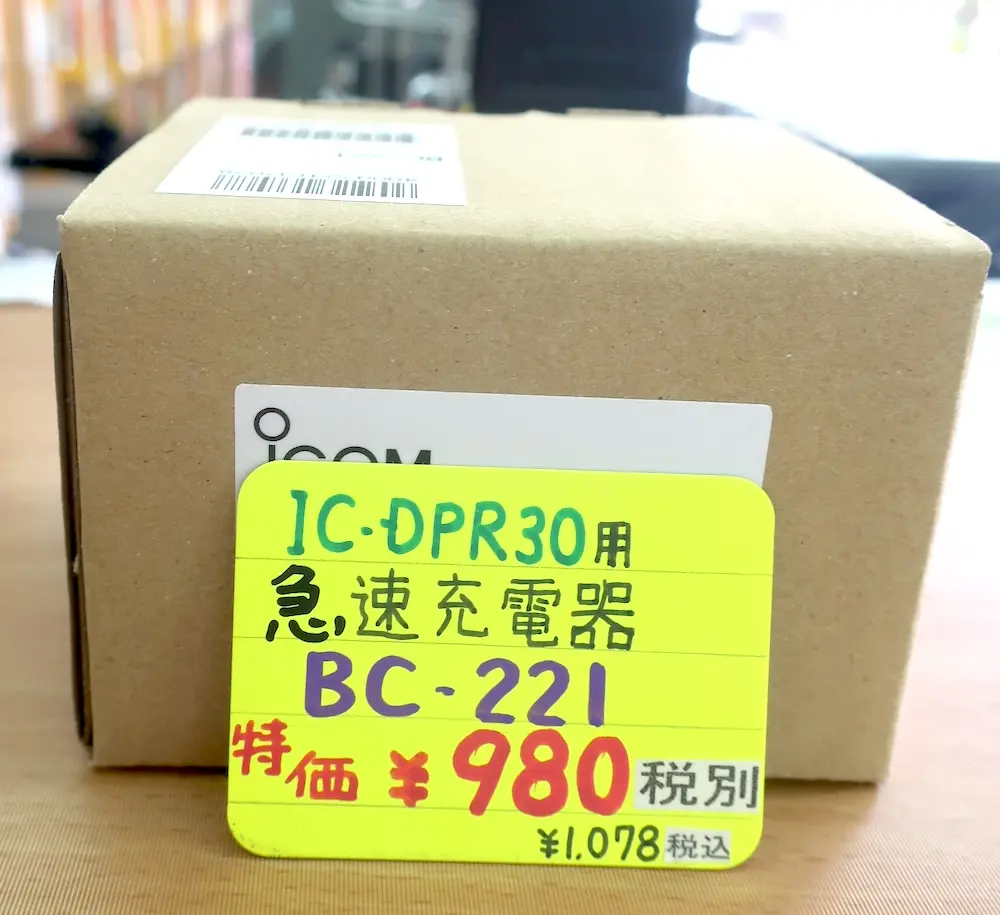 ICOM
IC-DPR30用
急速充電器
BC-221
特価 ¥980 税別
¥1,078 税込